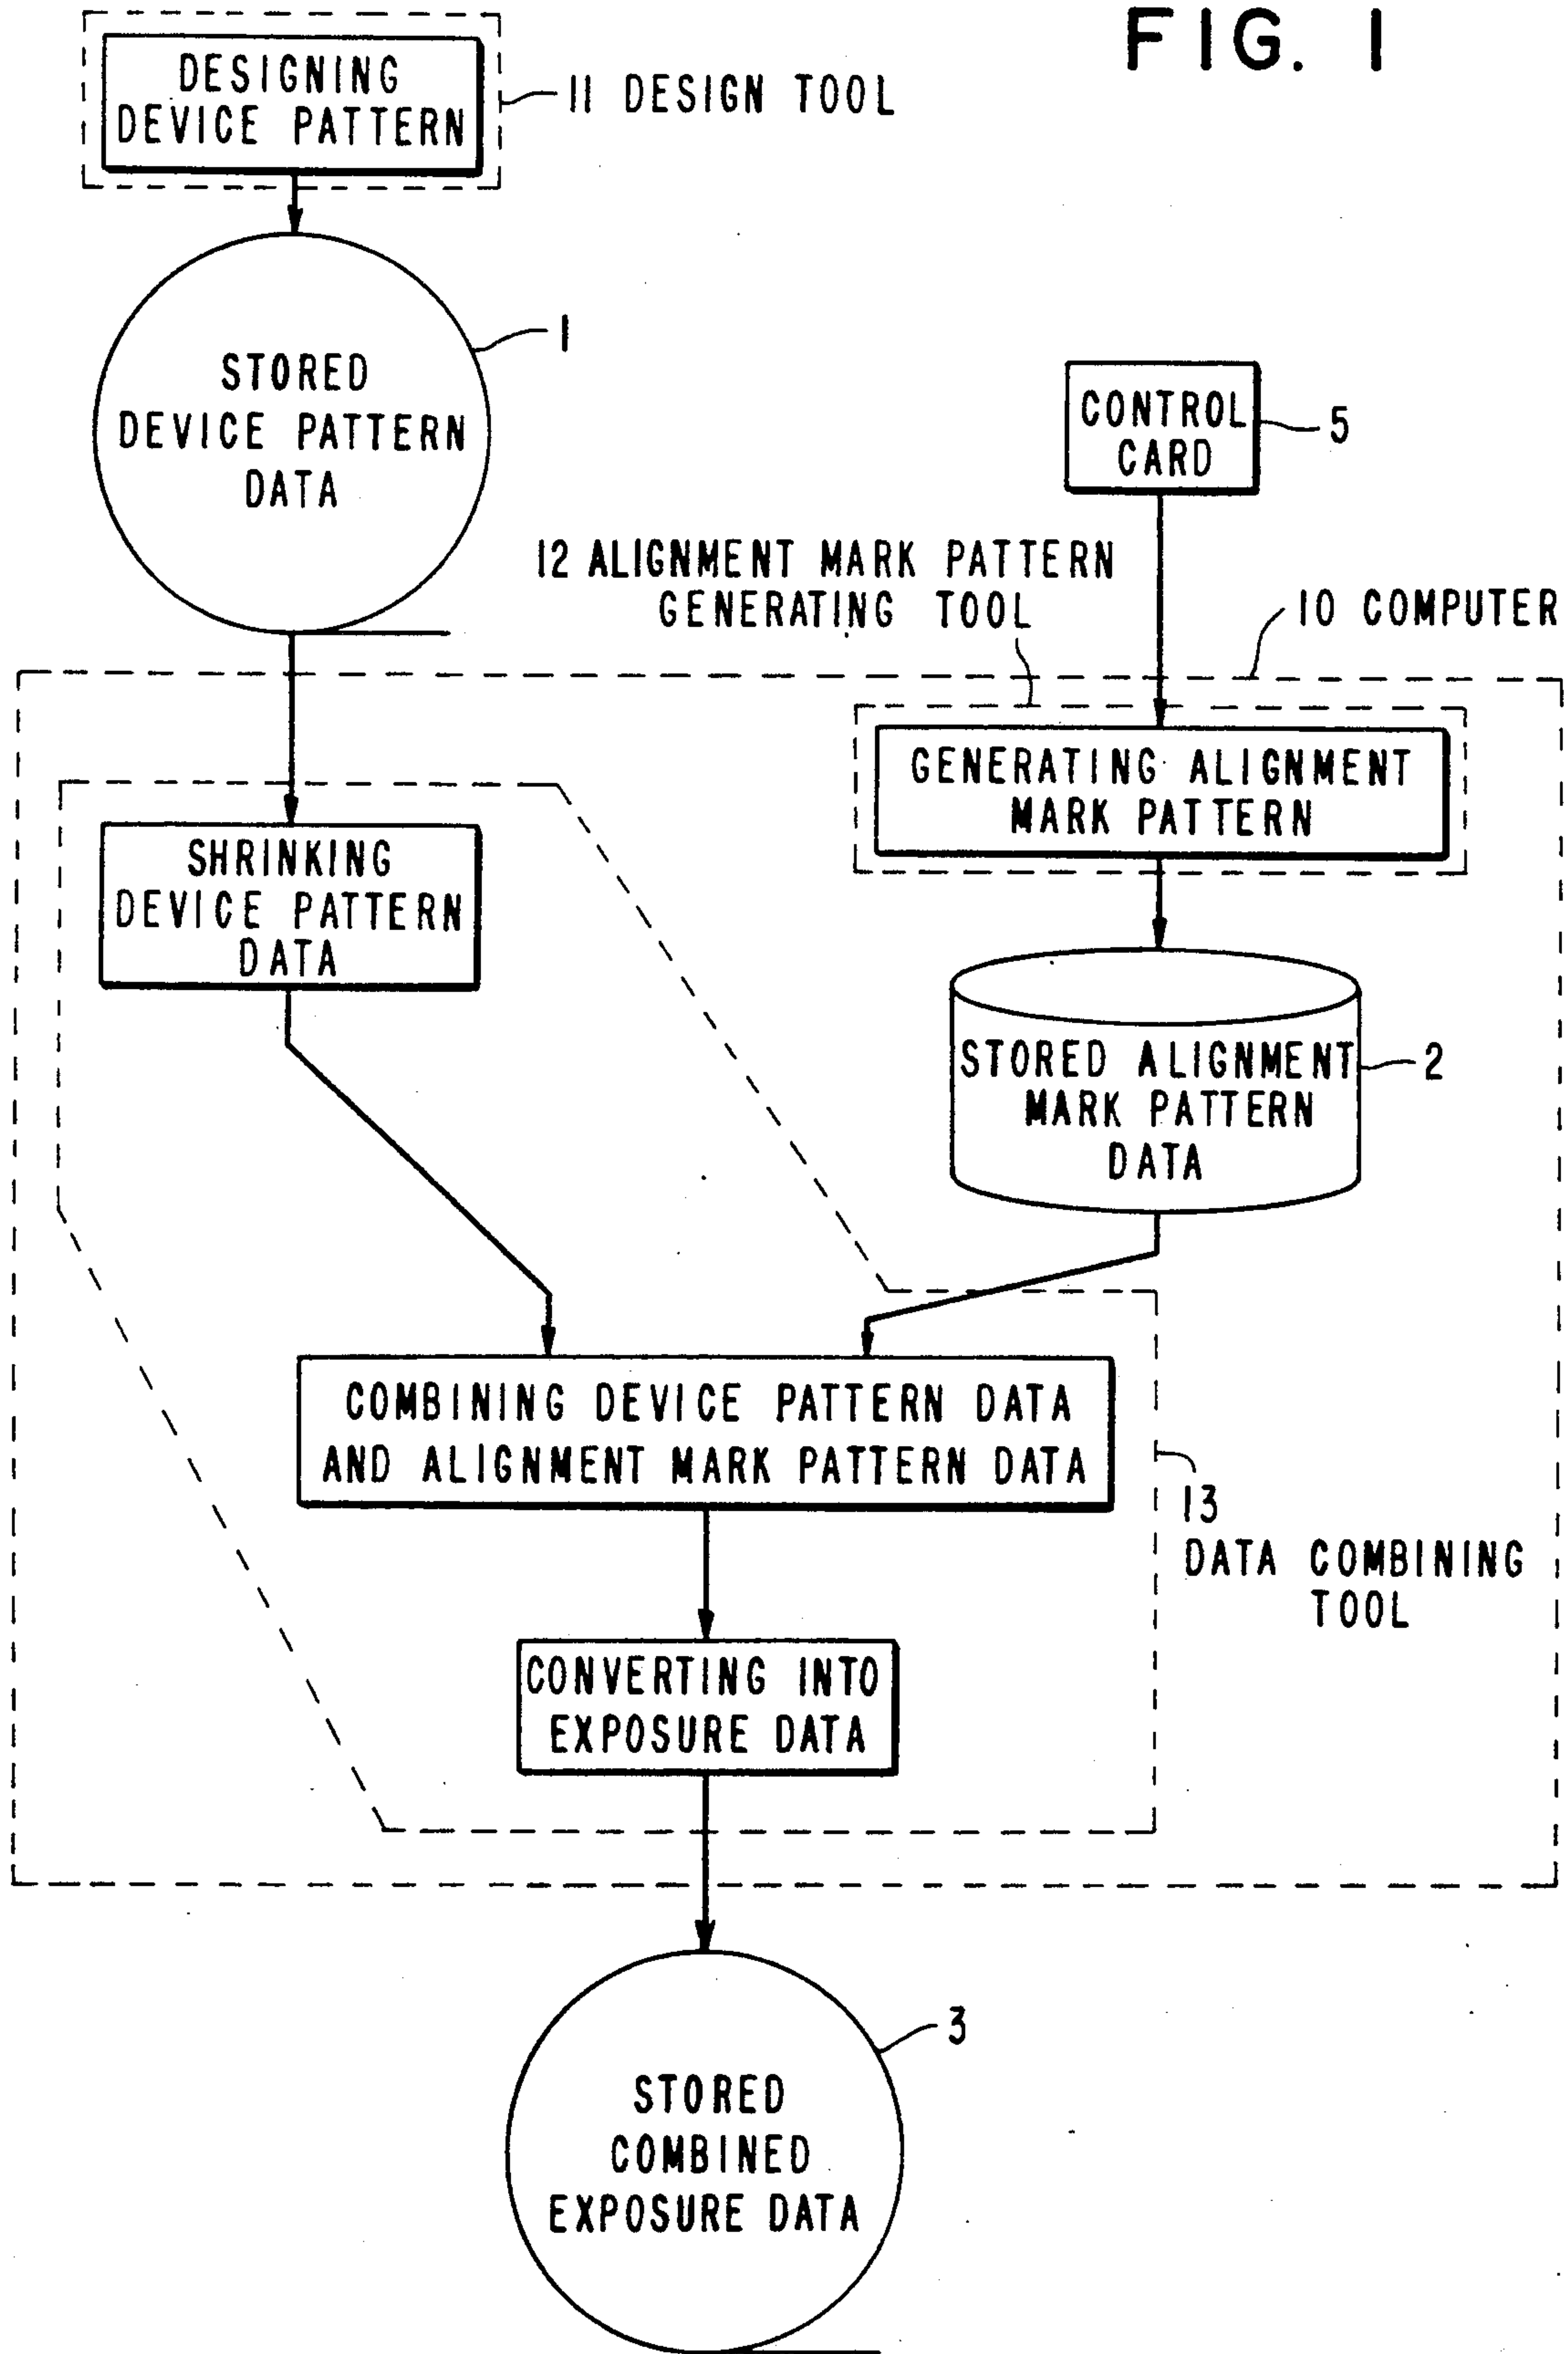 FIG. 1
DESIGNING
DEVICE PATTERN
11 DESIGN TOOL
STORED
DEVICE PATTERN
DATA
1
CONTROL
CARD
5
12 ALIGNMENT MARK PATTERN
GENERATING TOOL
10 COMPUTER
GENERATING ALIGNMENT
MARK PATTERN
SHRINKING
DEVICE PATTERN
DATA
STORED ALIGNMENT
MARK PATTERN
DATA
2
COMBINING DEVICE PATTERN DATA
AND ALIGNMENT MARK PATTERN DATA
13
DATA COMBINING
TOOL
CONVERTING INTO
EXPOSURE DATA
3
STORED
COMBINED
EXPOSURE DATA